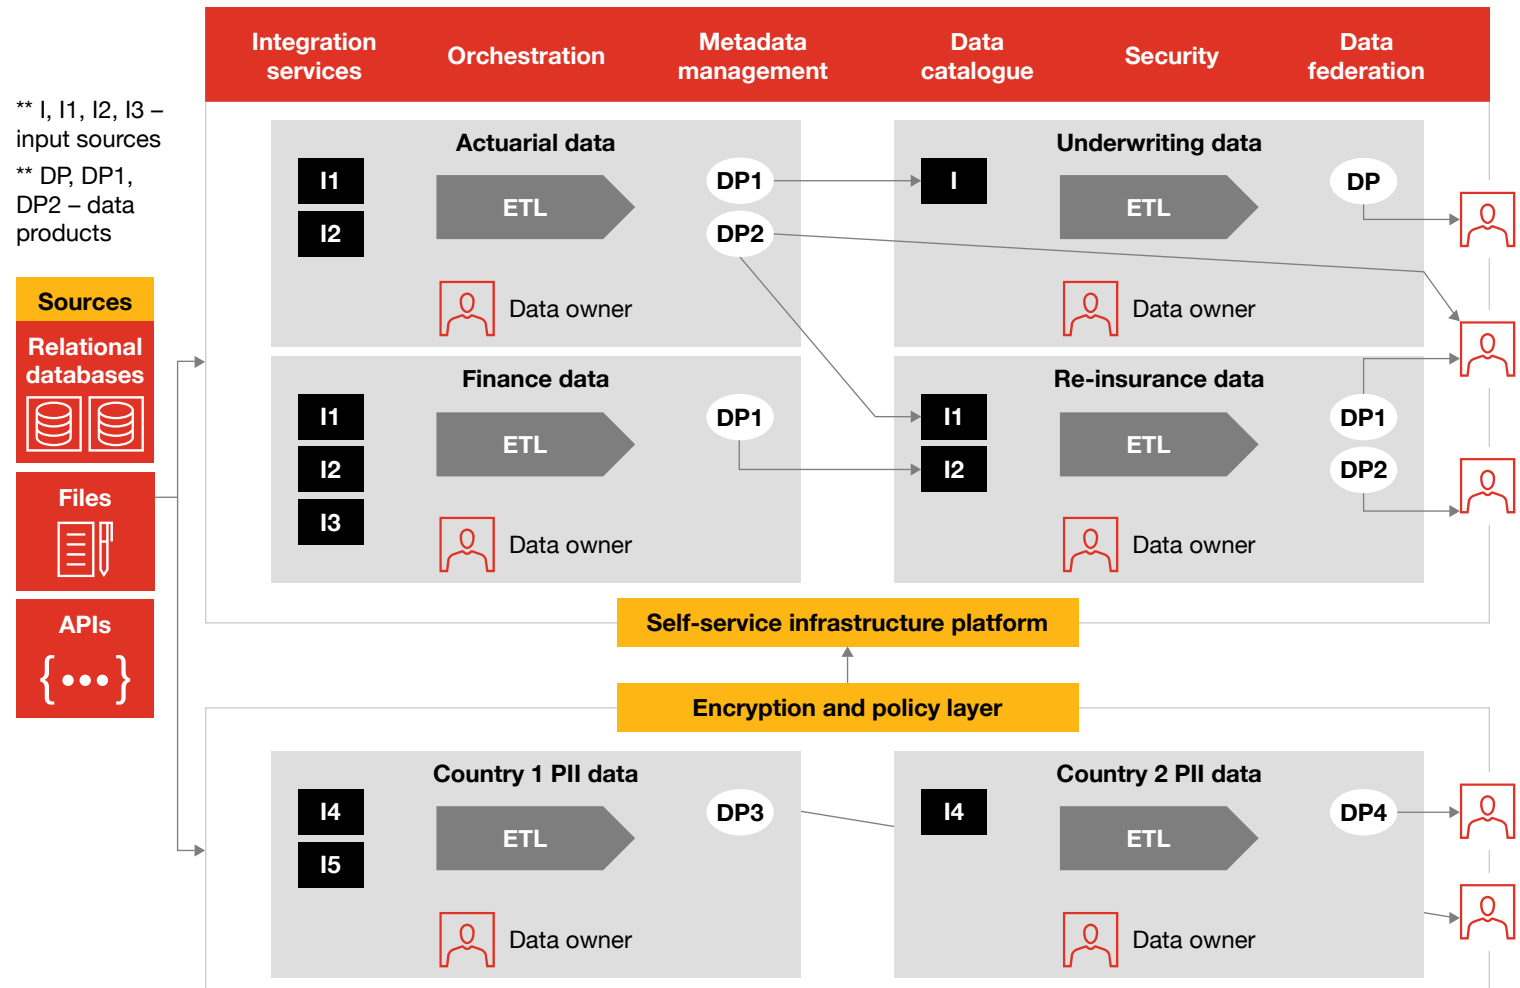 Integration
services
Orchestration
Metadata
management
Data
catalogue
Security
Data
federation
** I, I1, I2, I3 –
input sources
** DP, DP1,
DP2 – data
products
Sources
Relational
databases
Files
APIs
{•••}
Actuarial data
I1
I2
ETL
DP1
DP2
Data owner
Underwriting data
I
ETL
DP
Data owner
Finance data
I1
I2
I3
ETL
DP1
Data owner
Re-insurance data
I1
I2
ETL
DP1
DP2
Data owner
Self-service infrastructure platform
Encryption and policy layer
Country 1 PII data
I4
I5
ETL
DP3
Data owner
Country 2 PII data
I4
ETL
DP4
Data owner